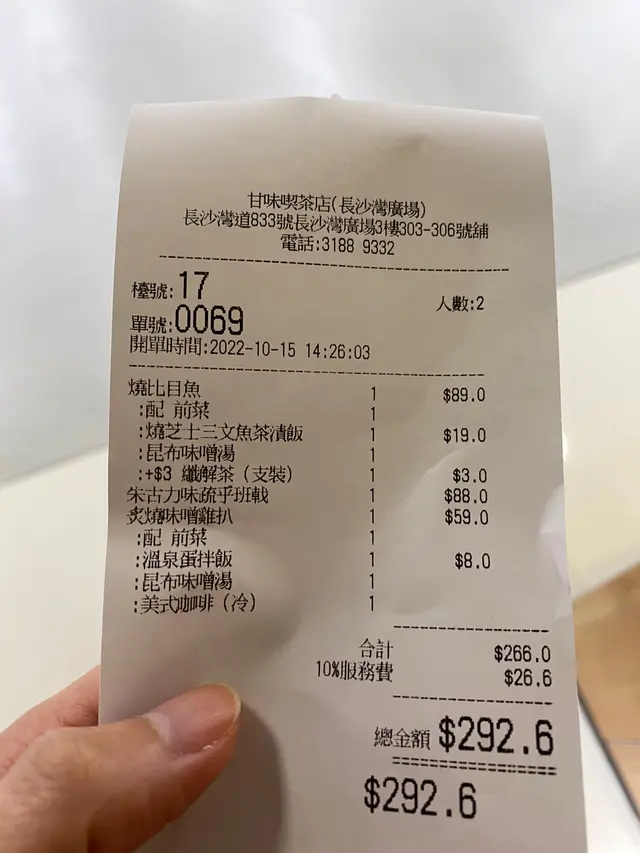 甘味喫茶店(長沙灣廣場)
長沙灣道833號長沙灣廣場3樓303-306號舖
電話:3188 9332
檯號:17 人數:2
單號:0069
開單時間:2022-10-15 14:26:03
燒比目魚 1 $89.0
:配 前菜 1
:燒芝士三文魚茶漬飯 1 $19.0
:昆布味噌湯 1
:+$3 纖解茶（支裝） 1 $3.0
朱古力味疏乎班戟 1 $88.0
炙燒味噌雞扒 1 $59.0
:配 前菜 1
:溫泉蛋拌飯 1 $8.0
:昆布味噌湯 1
:美式咖啡（冷） 1
合計 $266.0
10%服務費 $26.6
總金額 $292.6
$292.6